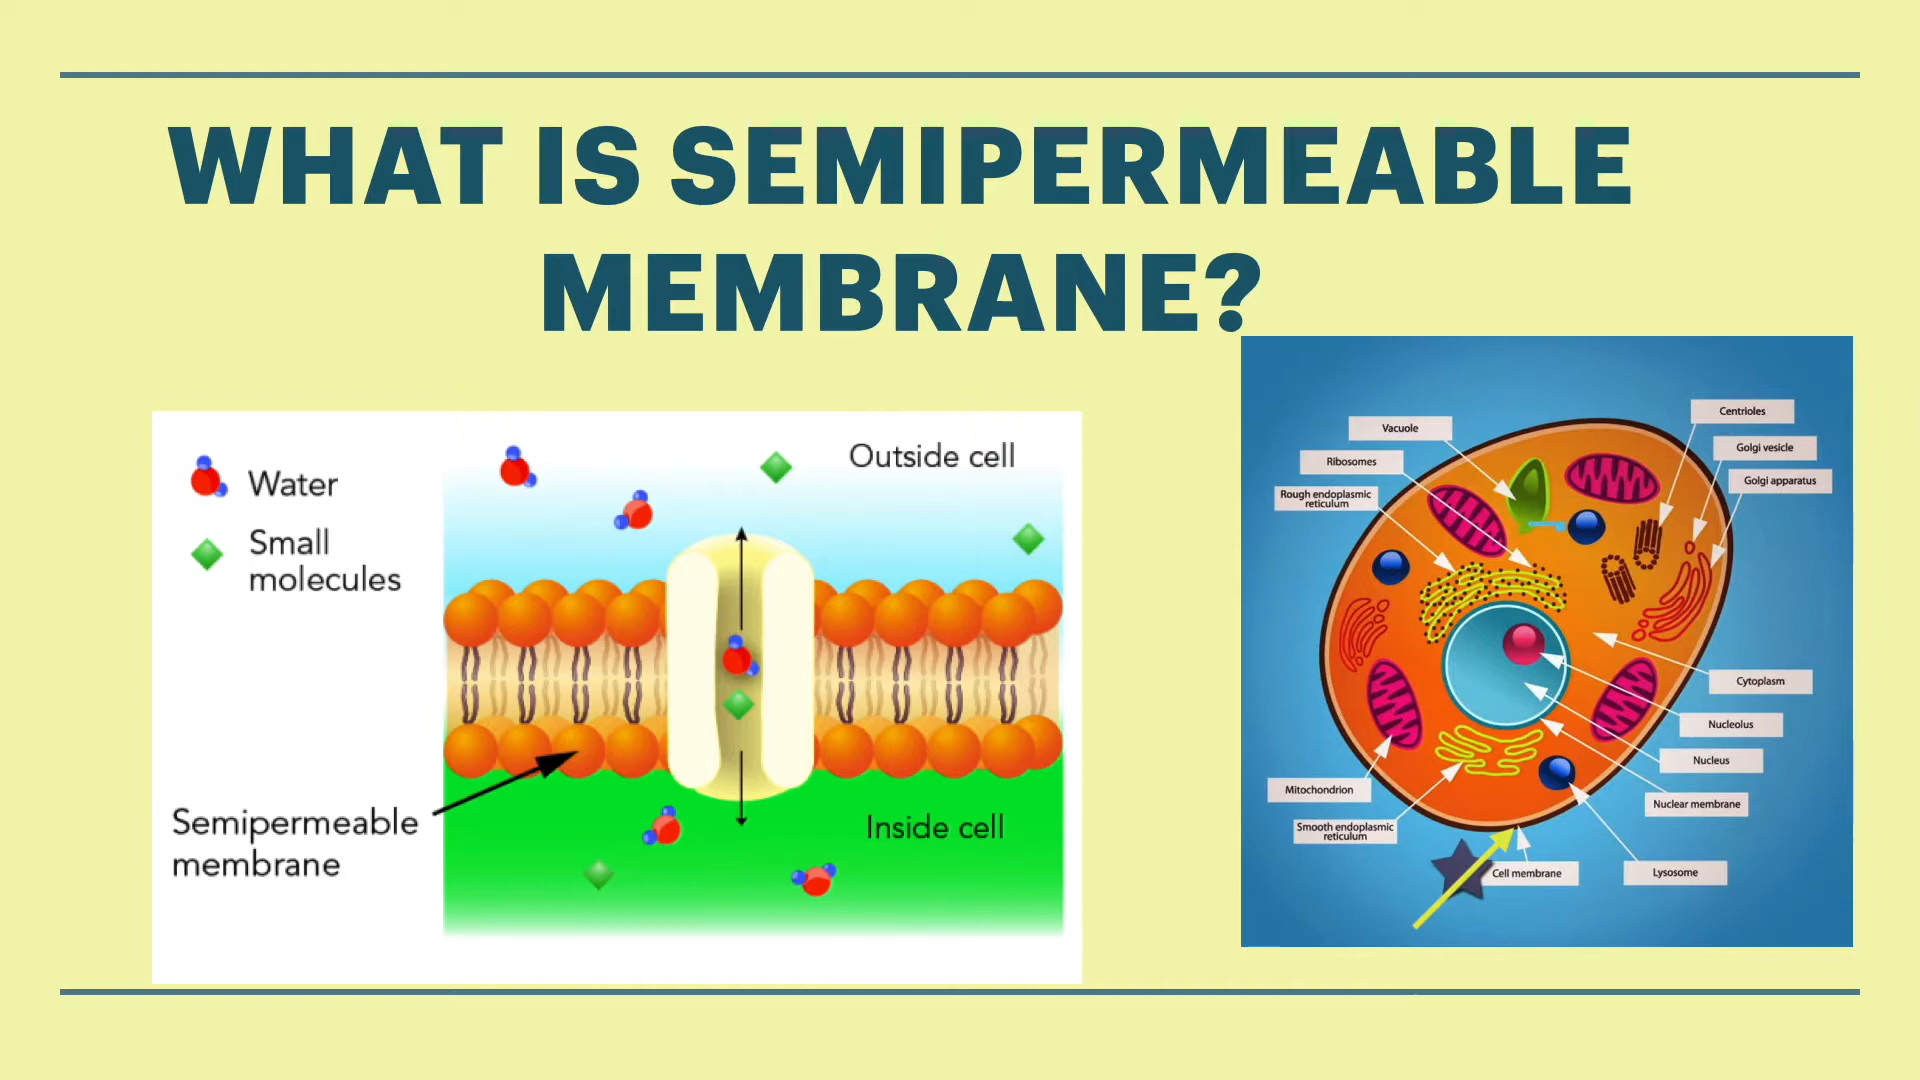 WHAT IS SEMIPERMEABLE
MEMBRANE?
Water
Small
molecules
Outside cell
Semipermeable
membrane
Inside cell
Vacuole
Ribosomes
Rough endoplasmic
reticulum
Centrioles
Golgi vesicle
Golgi apparatus
Cytoplasm
Nucleolus
Nucleus
Nuclear membrane
Mitochondrion
Smooth endoplasmic
reticulum
Cell membrane
Lysosome